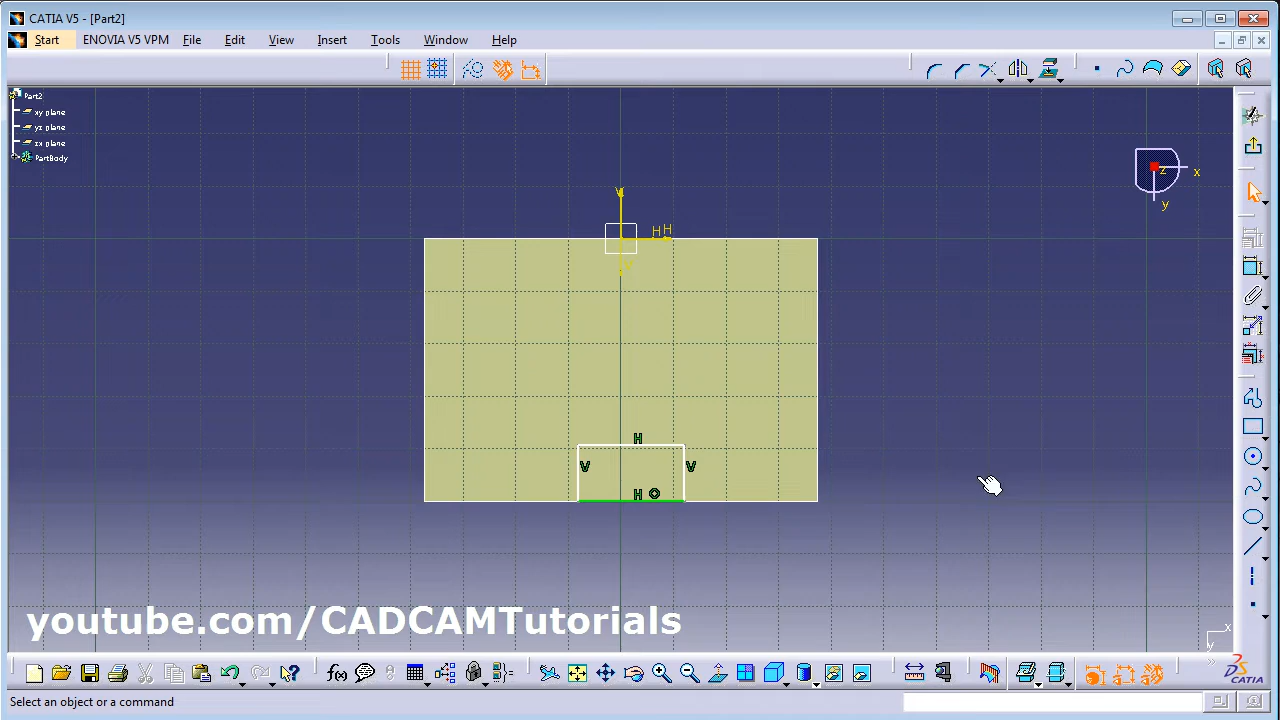 CATIA V5 - [Part2]
Start ENOVIA V5 VPM File Edit View Insert Tools Window Help
Part2
xy plane
yz plane
zx plane
PartBody
z x
y
H H
H
V V
H
youtube.com/CADCAMTutorials
x
y
f(x)
CATIA
Select an object or a command